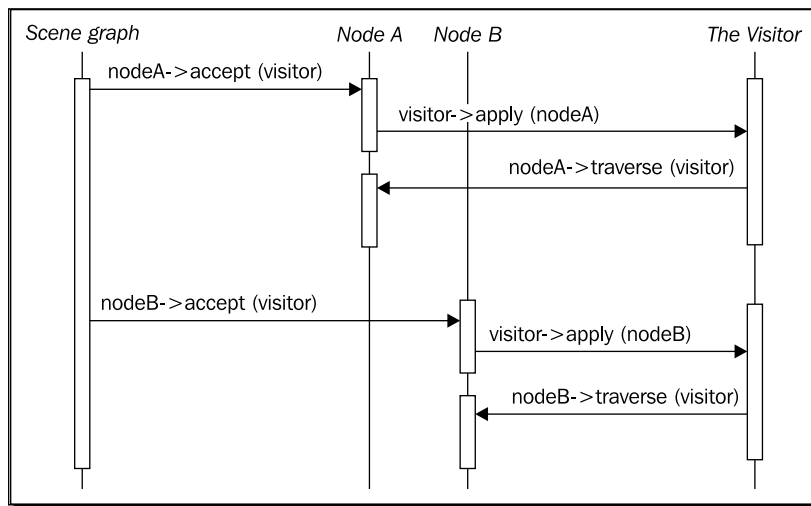 Scene graph Node A Node B The Visitor
nodeA->accept (visitor)
visitor->apply (nodeA)
nodeA->traverse (visitor)
nodeB->accept (visitor)
visitor->apply (nodeB)
nodeB->traverse (visitor)